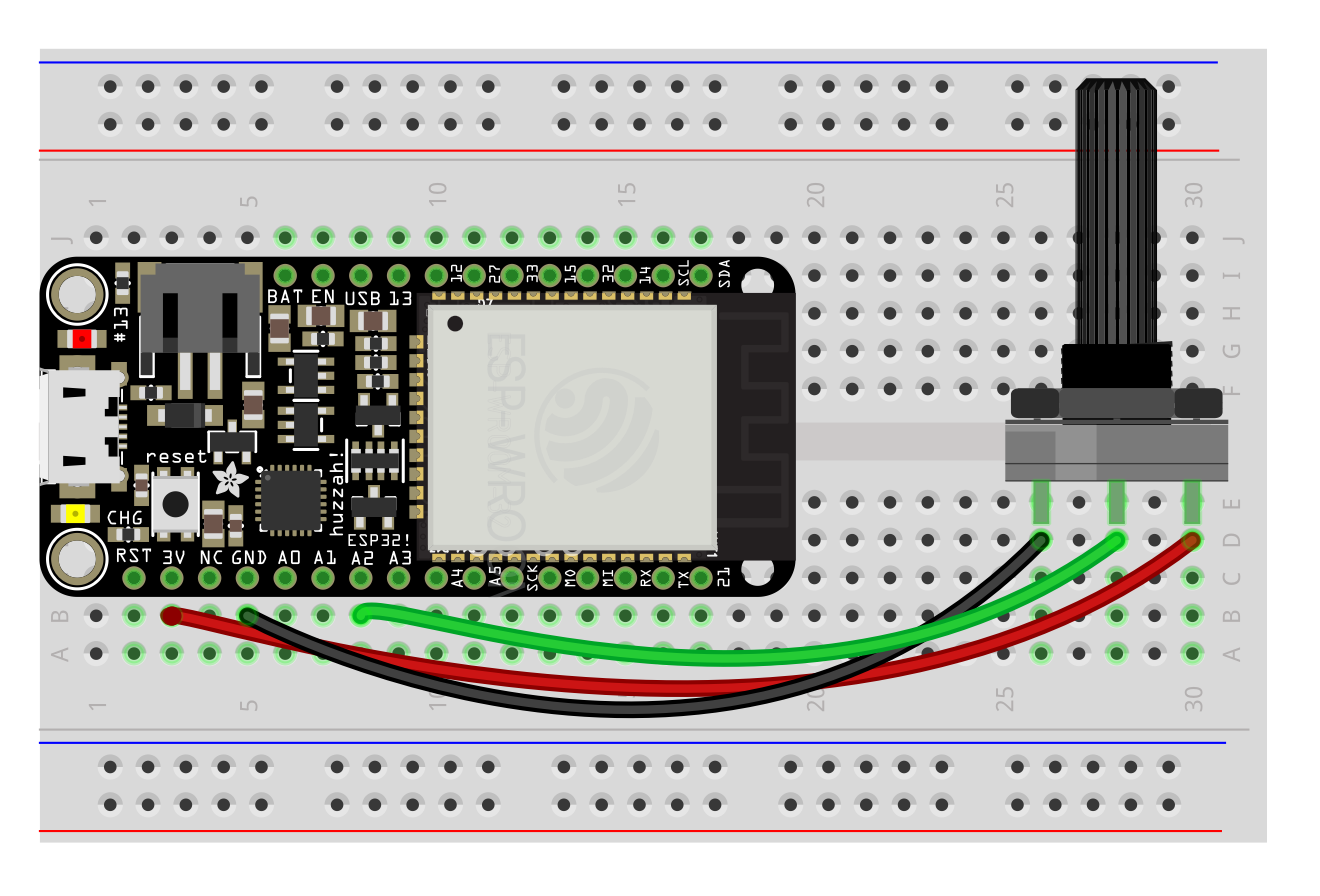 1 5 10 15 20 25 30
J J
12 27 33 15 32 14 SCL SDA
BAT EN USB 13
I
#13
H
G
F
ESP-WRO
reset
huzzah!
CHG
E
ESP32!
RST 3V NC GND A0 A1 A2 A3
D
A4 A5 SCK MO MI RX TX 21
C
B B
A A
1 5 10 15 20 25 30